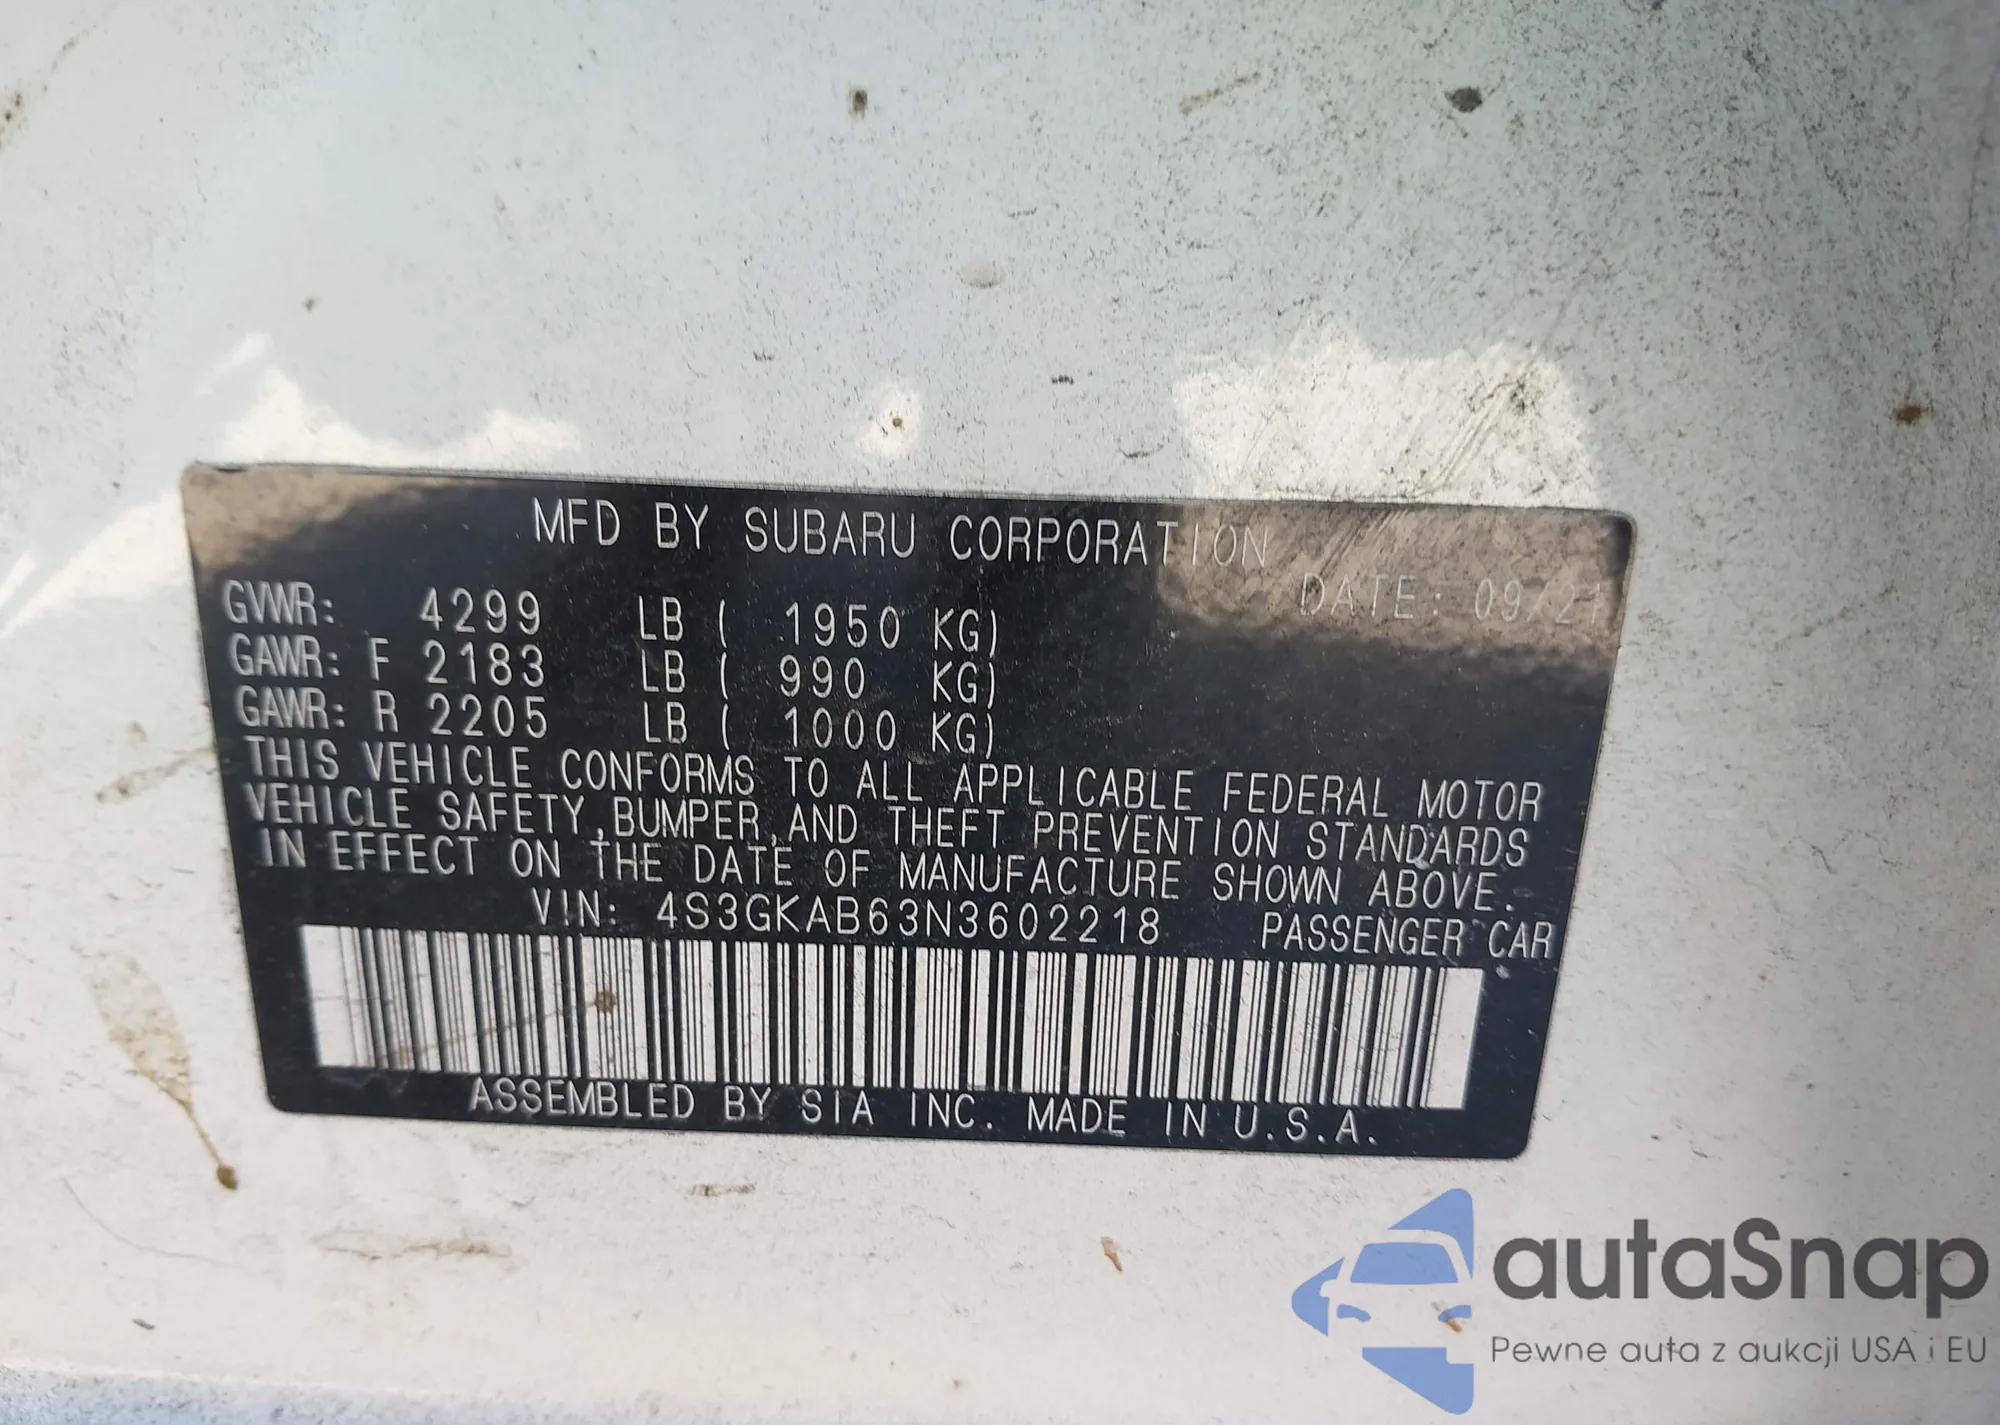 MFD BY SUBARU CORPORATION
DATE: 09/21
GVWR: 4299 LB ( 1950 KG)
GAWR: F 2183 LB ( 990 KG)
GAWR: R 2205 LB ( 1000 KG)
THIS VEHICLE CONFORMS TO ALL APPLICABLE FEDERAL MOTOR
VEHICLE SAFETY, BUMPER, AND THEFT PREVENTION STANDARDS
IN EFFECT ON THE DATE OF MANUFACTURE SHOWN ABOVE.
VIN: 4S3GKAB63N3602218 PASSENGER CAR
ASSEMBLED BY SIA INC. MADE IN U.S.A.
autaSnap
Pewne auta z aukcji USA i EU